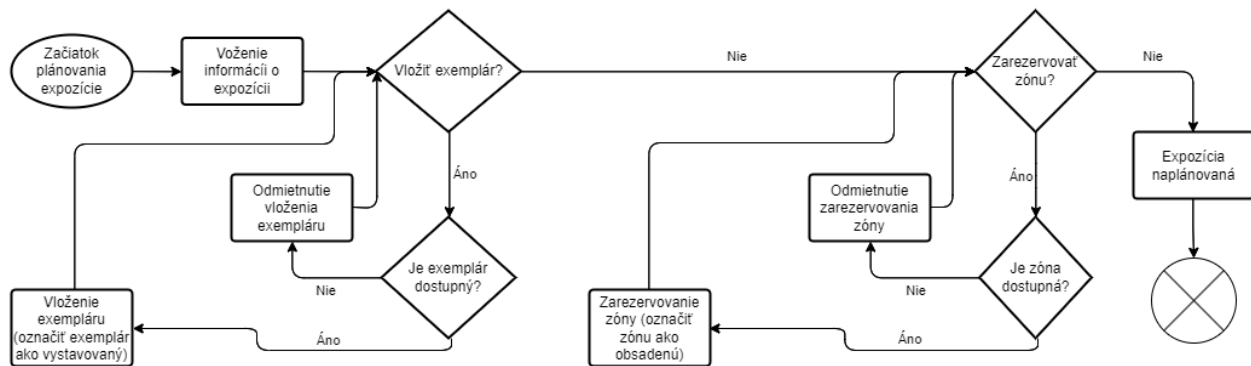 Začiatok
plánovania
expozície
Voženie
informácíi o
expozícii
Vložiť exemplár?
Nie
Zarezervovať
zónu?
Nie
Expozícia
naplánovaná
Áno
Odmietnutie
vloženia
exempláru
Je exemplár
dostupný?
Nie
Áno
Vloženie
exempláru
(označiť exemplár
ako vystavovaný)
Áno
Odmietnutie
zarezervovania
zóny
Je zóna
dostupná?
Nie
Áno
Zarezervovanie
zóny (označiť
zónu ako
obsadenú)